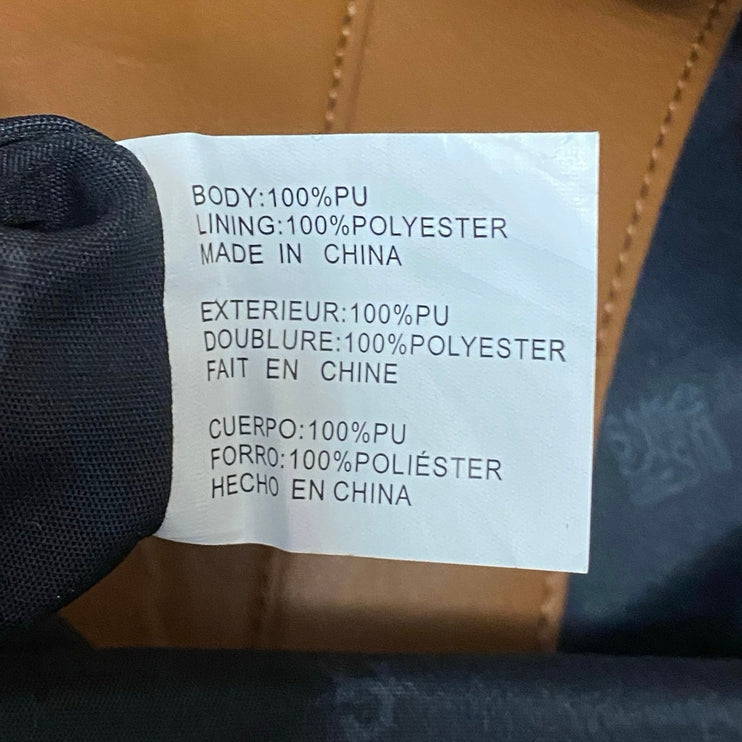 BODY:100%PU
LINING:100%POLYESTER
MADE IN CHINA
EXTERIEUR:100%PU
DOUBLURE:100%POLYESTER
FAIT EN CHINE
CUERPO:100%PU
FORRO:100%POLIÉSTER
HECHO EN CHINA